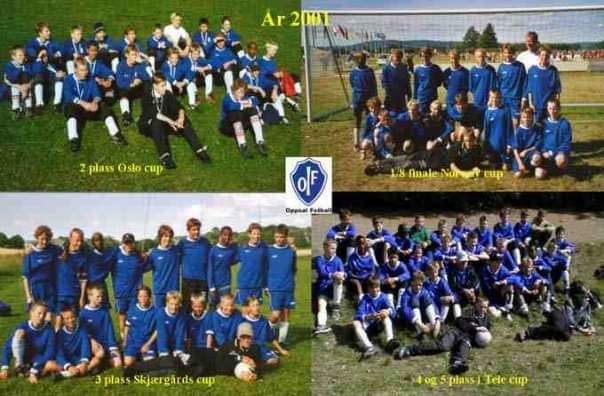 År 2001
2 plass Oslo cup
1/8 finale Norway cup
OIF
Oppsal Fotball
3 plass Skjærgårds cup
4 og 5 plass i Tele cup